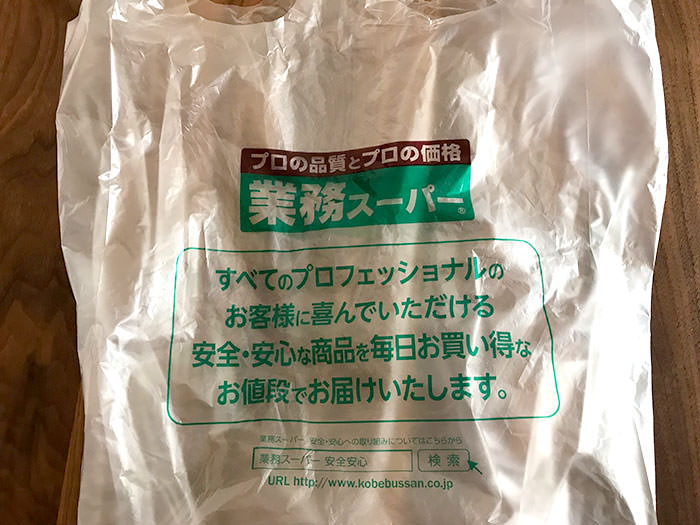 プロの品質とプロの価格
業務スーパー®
すべてのプロフェッショナルの
お客様に喜んでいただける
安全・安心な商品を毎日お買い得な
お値段でお届けいたします。
業務スーパー 安全・安心への取り組みについてはこちらから
業務スーパー 安全安心 検索
URL http://www.kobebussan.co.jp